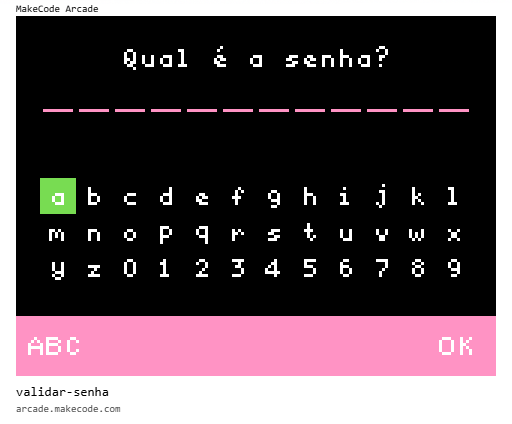 MakeCode Arcade
Qual é a senha?
a b c d e f g h i j k l
m n o p q r s t u v w x
y z 0 1 2 3 4 5 6 7 8 9
ABC OK
validar-senha
arcade.makecode.com